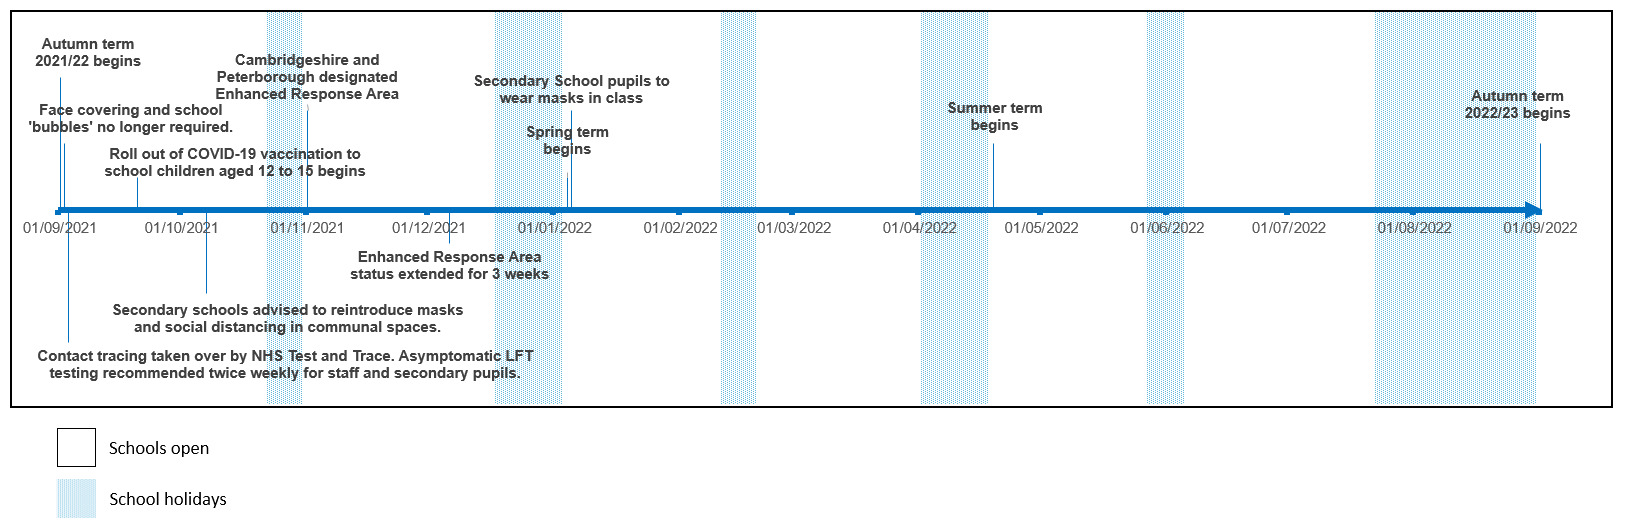 Autumn term
2021/22 begins
Face covering and school
'bubbles' no longer required.
Roll out of COVID-19 vaccination to
school children aged 12 to 15 begins
Cambridgeshire and
Peterborough designated
Enhanced Response Area
Secondary School pupils to
wear masks in class
Spring term
begins
Summer term
begins
Autumn term
2022/23 begins
01/09/2021 01/10/2021 01/11/2021 01/12/2021 01/01/2022 01/02/2022 01/03/2022 01/04/2022 01/05/2022 01/06/2022 01/07/2022 01/08/2022 01/09/2022
Enhanced Response Area
status extended for 3 weeks
Secondary schools advised to reintroduce masks
and social distancing in communal spaces.
Contact tracing taken over by NHS Test and Trace. Asymptomatic LFT
testing recommended twice weekly for staff and secondary pupils.
Schools open
School holidays